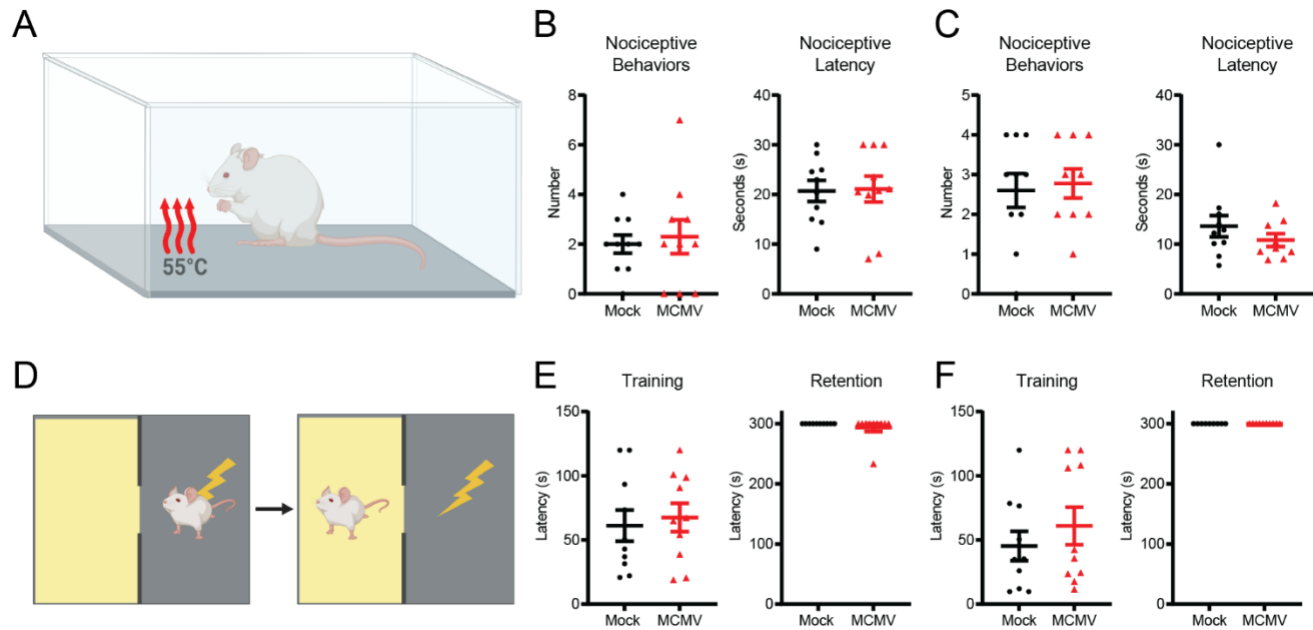 A
55°C
B
Nociceptive
Behaviors
Number
8
6
4
2
0
Mock
MCMV
Nociceptive
Latency
Seconds (s)
40
30
20
10
0
Mock
MCMV
C
Nociceptive
Behaviors
Number
5
4
3
2
1
0
Mock
MCMV
Nociceptive
Latency
Seconds (s)
40
30
20
10
0
Mock
MCMV
D
E
Training
Latency (s)
150
100
50
0
Mock
MCMV
Retention
Latency (s)
300
200
100
0
Mock
MCMV
F
Training
Latency (s)
150
100
50
0
Mock
MCMV
Retention
Latency (s)
300
200
100
0
Mock
MCMV